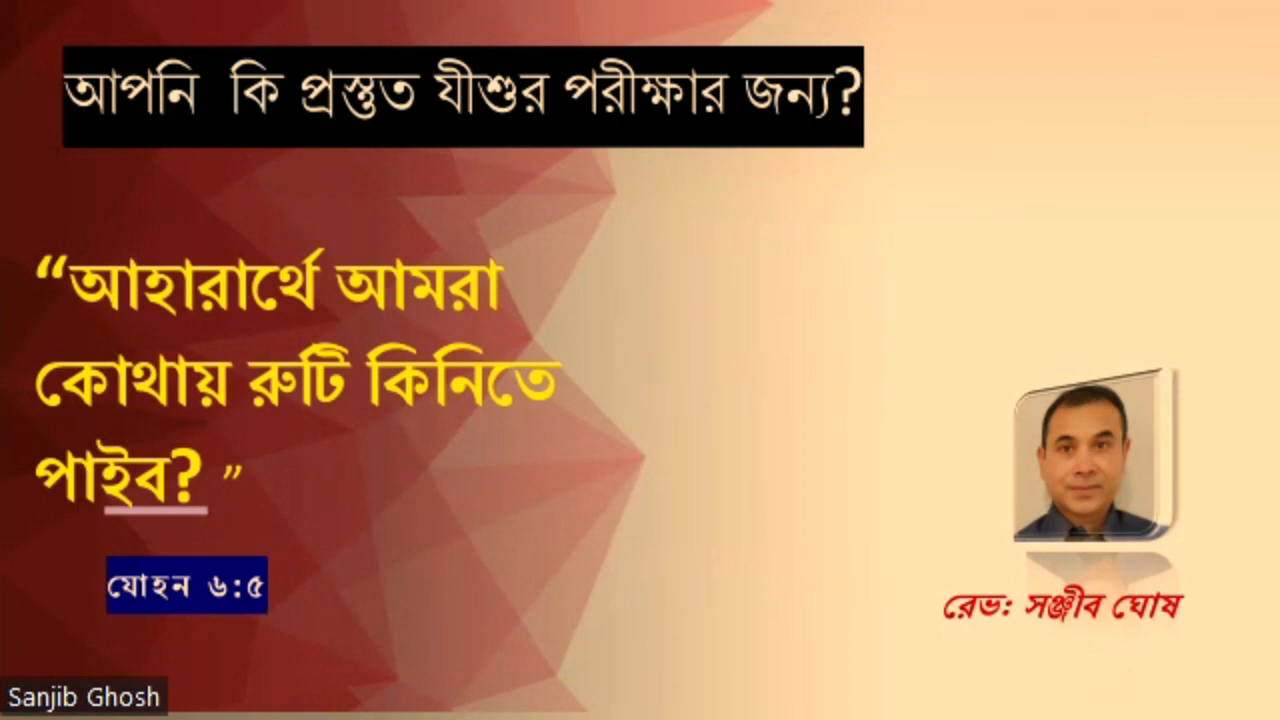 আপনি কি প্রস্তুত যীশুর পরীক্ষার জন্য?
“আহারার্থে আমরা
কোথায় রুটি কিনিতে
পাইব? ”
যোহন ৬:৫
রেভ: সঞ্জীব ঘোষ
Sanjib Ghosh